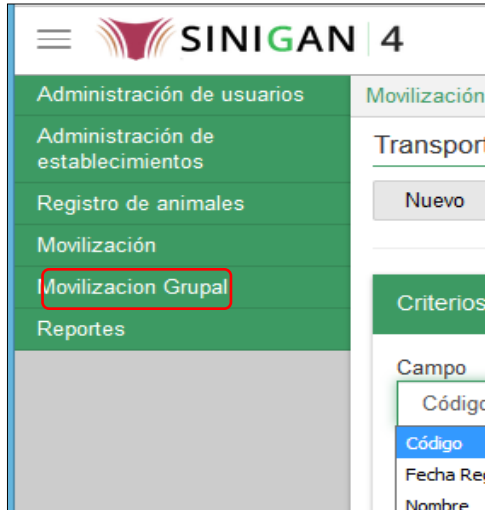 SINIGAN 4
Administración de usuarios
Administración de
establecimientos
Registro de animales
Movilización
Movilizacion Grupal
Reportes
Movilización
Transport
Nuevo
Criterios
Campo
Código
Código
Fecha Reg
Nombre